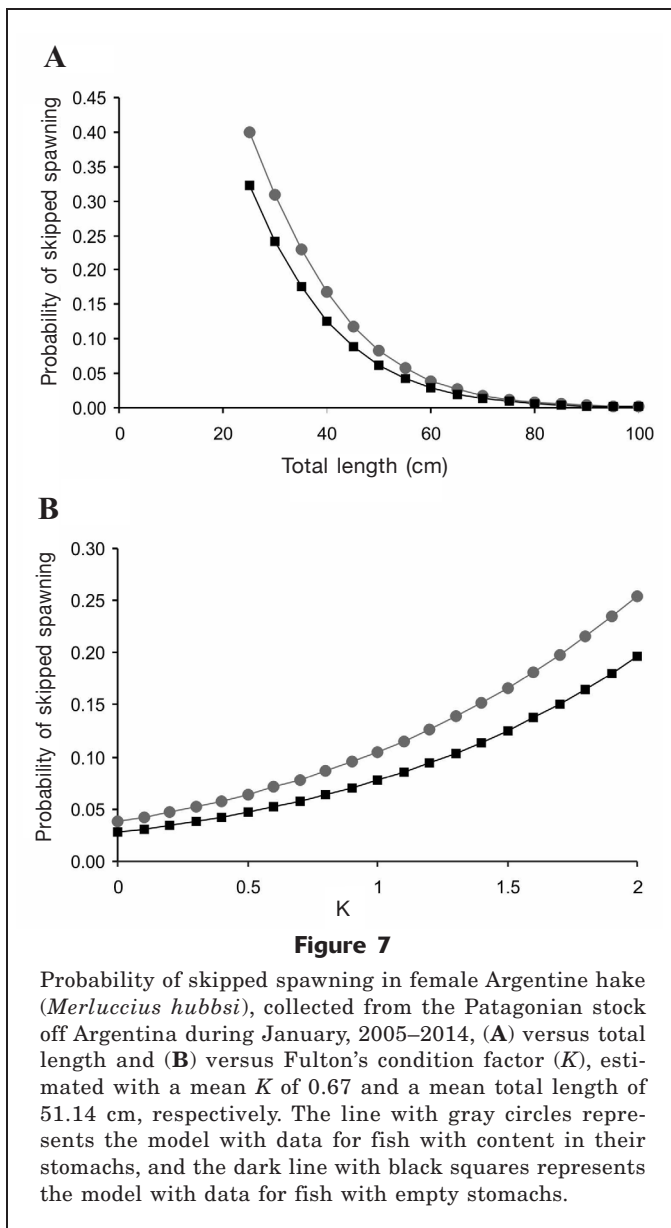 A
Probability of skipped spawning
0.45
0.40
0.35
0.30
0.25
0.20
0.15
0.10
0.05
0.00
0 20 40 60 80 100
Total length (cm)
B
Probability of skipped spawning
0.30
0.25
0.20
0.15
0.10
0.05
0.00
0 0.5 1 1.5 2
K
Figure 7
Probability of skipped spawning in female Argentine hake
(Merluccius hubbsi), collected from the Patagonian stock
off Argentina during January, 2005–2014, (A) versus total
length and (B) versus Fulton's condition factor (K), esti-
mated with a mean K of 0.67 and a mean total length of
51.14 cm, respectively. The line with gray circles repre-
sents the model with data for fish with content in their
stomachs, and the dark line with black squares represents
the model with data for fish with empty stomachs.